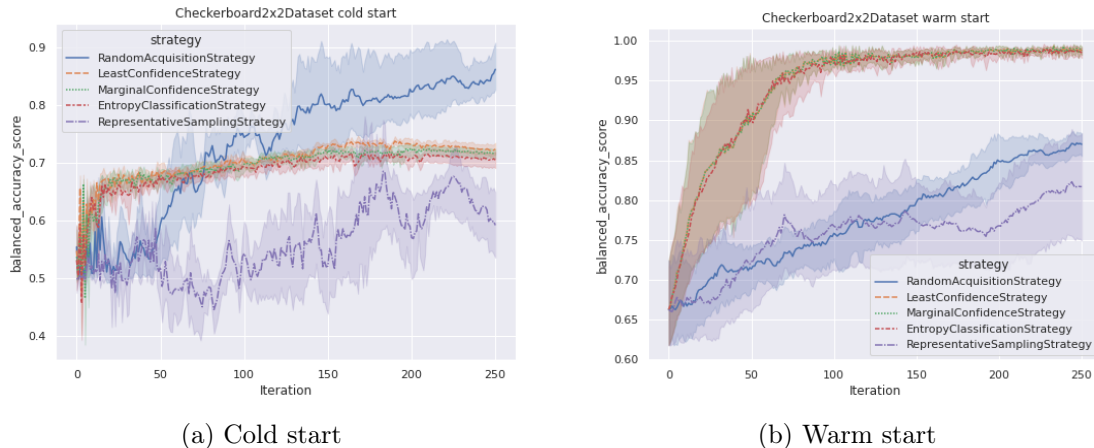 Checkerboard2x2Dataset cold start
strategy
RandomAcquisitionStrategy
LeastConfidenceStrategy
MarginalConfidenceStrategy
EntropyClassificationStrategy
RepresentativeSamplingStrategy
balanced_accuracy_score
0.9
0.8
0.7
0.6
0.5
0.4
0 50 100 150 200 250
Iteration
(a) Cold start
Checkerboard2x2Dataset warm start
balanced_accuracy_score
1.00
0.95
0.90
0.85
0.80
0.75
0.70
0.65
0.60
strategy
RandomAcquisitionStrategy
LeastConfidenceStrategy
MarginalConfidenceStrategy
EntropyClassificationStrategy
RepresentativeSamplingStrategy
0 50 100 150 200 250
Iteration
(b) Warm start